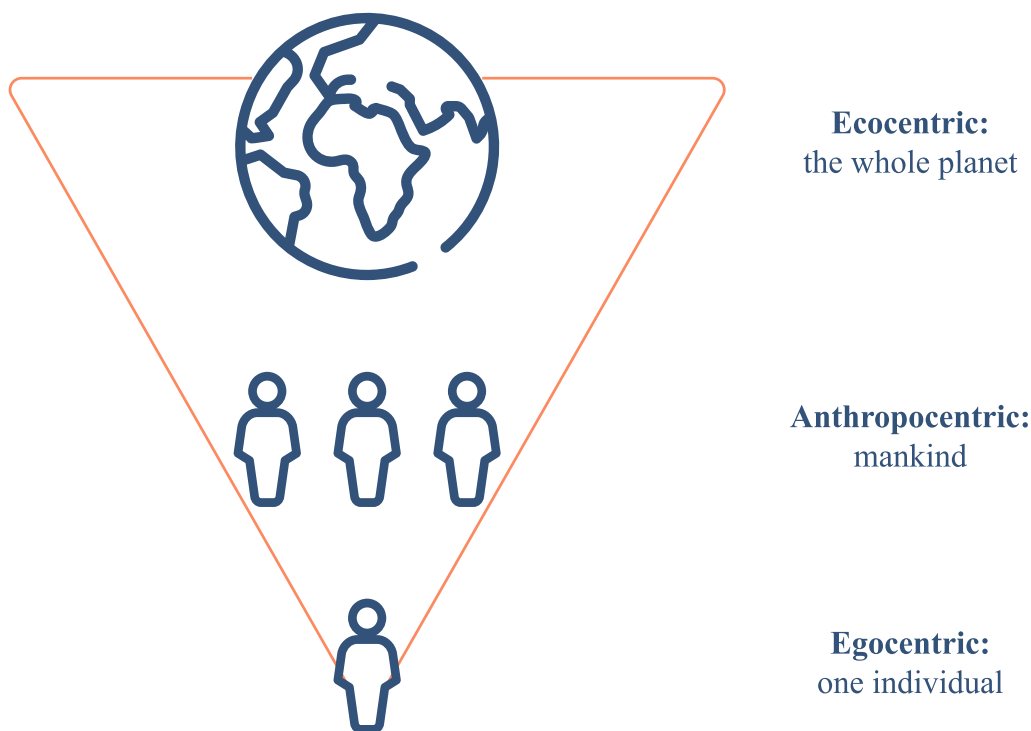 Ecocentric:
the whole planet
Anthropocentric:
mankind
Egocentric:
one individual